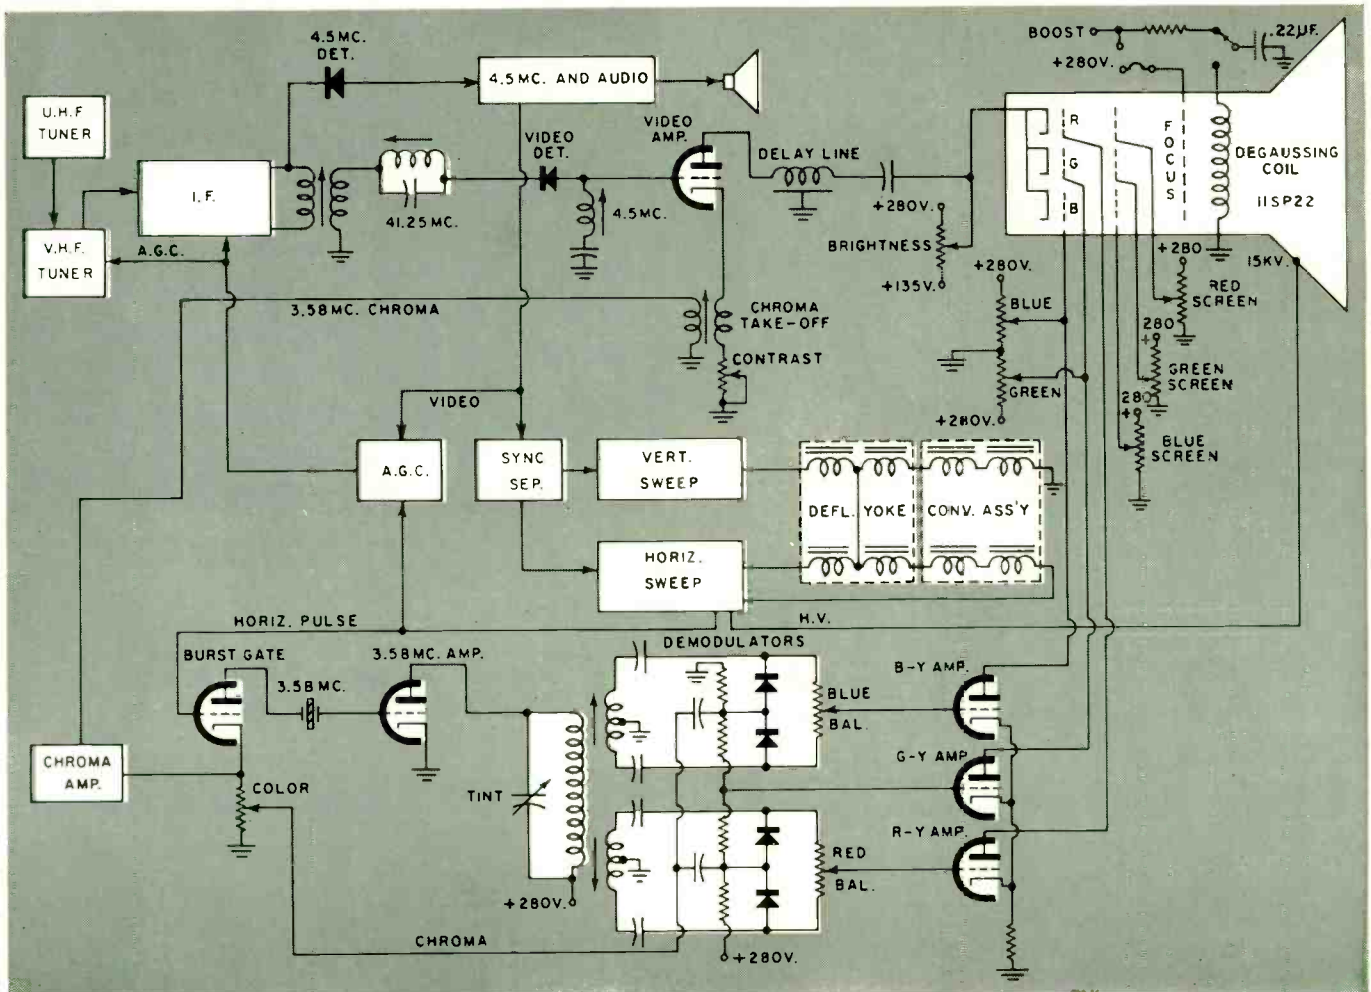 4.5MC.
DET.
BOOST
.22µF.
+280V.
4.5MC. AND AUDIO
U.H.F
TUNER
VIDEO
AMP.
VIDEO
DET.
DELAY LINE
R
G
B
FOCUS
DEGAUSSING
COIL
11SP22
I.F.
41.25MC.
4.5MC.
+280V.
BRIGHTNESS
+135V.
V.H.F.
TUNER
A.G.C.
+280
15KV.
RED
SCREEN
3.58MC. CHROMA
CHROMA
TAKE-OFF
+280V.
BLUE
280
+
GREEN
SCREEN
CONTRAST
GREEN
+280V.
280
+
BLUE
SCREEN
VIDEO
A.G.C.
SYNC
SEP.
VERT.
SWEEP
DEFL. YOKE
CONV. ASS'Y
HORIZ.
SWEEP
H.V.
HORIZ. PULSE
BURST GATE
3.58MC. AMP.
3.58MC.
DEMODULATORS
BLUE
BAL.
B-Y AMP.
G-Y AMP
R-Y AMP.
CHROMA
AMP.
COLOR
TINT
RED
BAL.
+280V.
CHROMA
+280V.